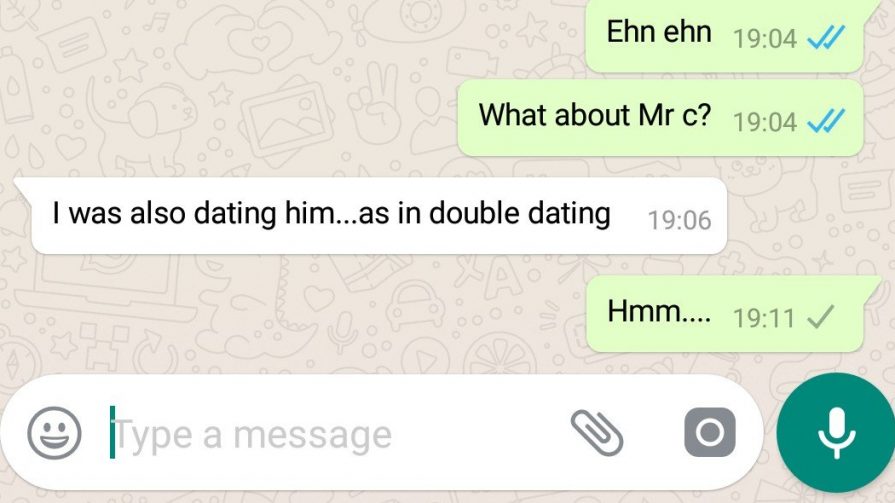 Ehn ehn 19:04
What about Mr c? 19:04
I was also dating him...as in double dating 19:06
Hmm.... 19:11
Type a message